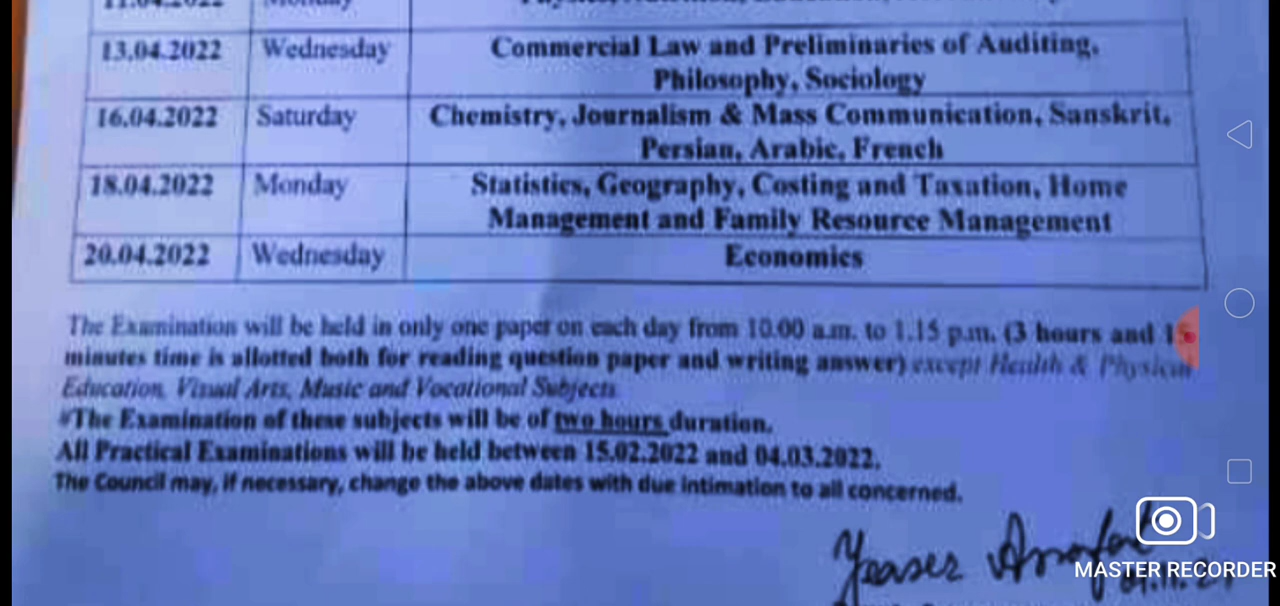 13.04.2022 Wednesday Commercial Law and Preliminaries of Auditing,
Philosophy, Sociology
16.04.2022 Saturday Chemistry, Journalism & Mass Communication, Sanskrit,
Persian, Arabic, French
18.04.2022 Monday Statistics, Geography, Costing and Taxation, Home
Management and Family Resource Management
20.04.2022 Wednesday Economics
The Examination will be held in only one paper on each day from 10.00 a.m. to 1.15 p.m. (3 hours and 15
minutes time is allotted both for reading question paper and writing answer) except Health & Physical
Education, Visual Arts, Music and Vocational Subjects
#The Examination of these subjects will be of two hours duration.
All Practical Examinations will be held between 15.02.2022 and 04.03.2022.
The Council may, if necessary, change the above dates with due intimation to all concerned.
Yeaser Arafat
MASTER RECORDER